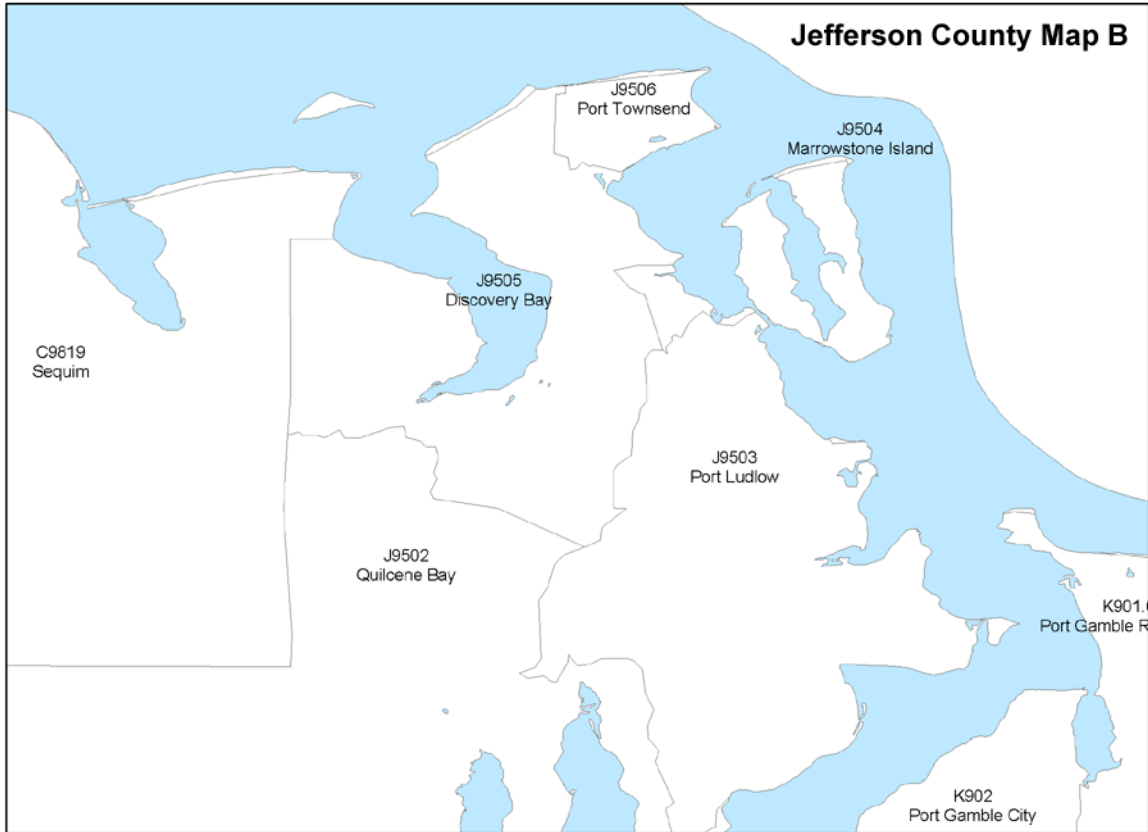 Jefferson County Map B
J9506
Port Townsend
J9504
Marrowstone Island
J9505
Discovery Bay
C9819
Sequim
J9503
Port Ludlow
J9502
Quilcene Bay
K901.
Port Gamble R
K902
Port Gamble City